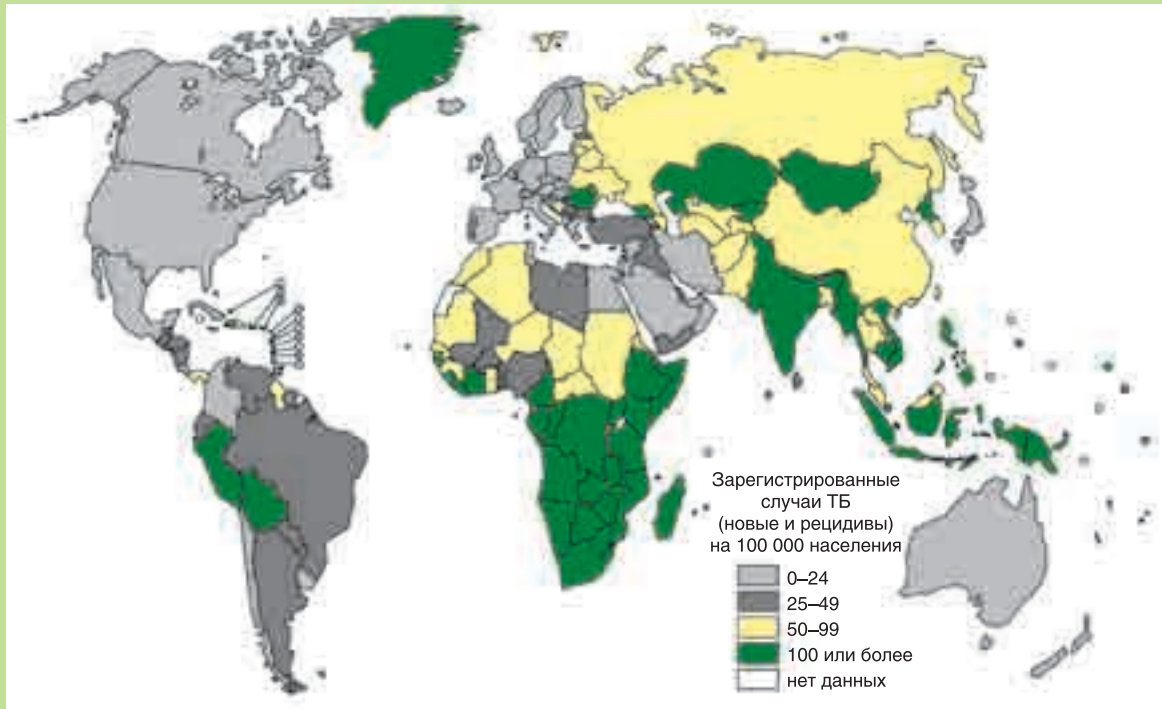 Зарегистрированные
случаи ТБ
(новые и рецидивы)
на 100 000 населения
0–24
25–49
50–99
100 или более
нет данных